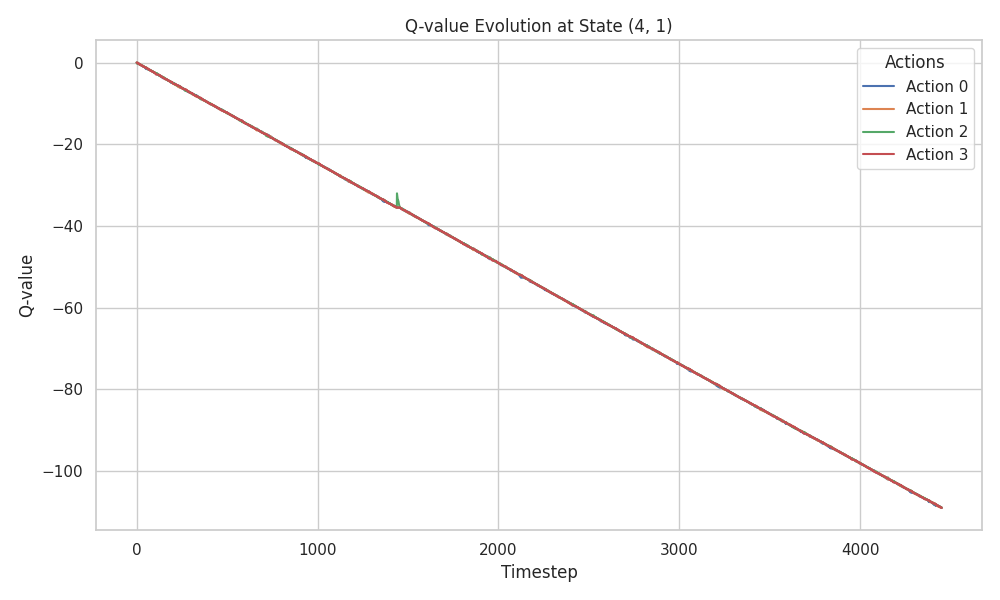 Q-value Evolution at State (4, 1)
Actions
Action 0
Action 1
Action 2
Action 3
Q-value
0
−20
−40
−60
−80
−100
0 1000 2000 3000 4000
Timestep